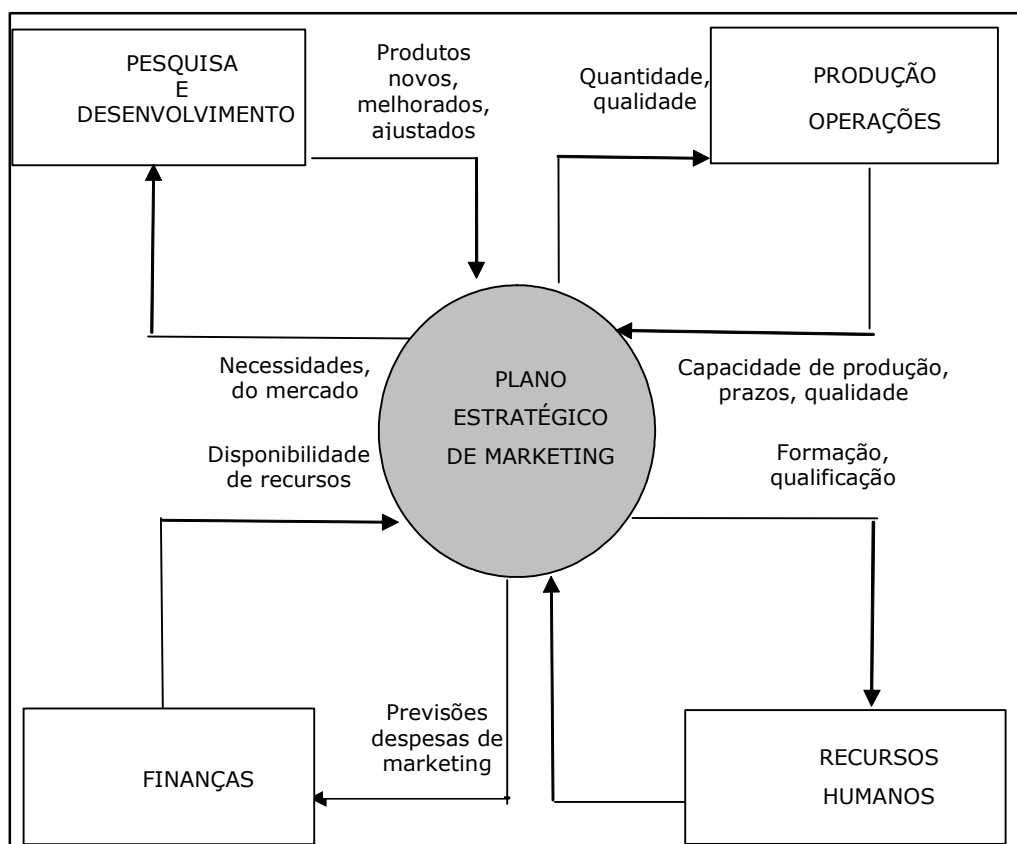 PESQUISA
E
DESENVOLVIMENTO
Produtos
novos,
melhorados,
ajustados
Quantidade,
qualidade
PRODUÇÃO
OPERAÇÕES
Necessidades,
do mercado
PLANO
ESTRATÉGICO
DE MARKETING
Capacidade de produção,
prazos, qualidade
Disponibilidade
de recursos
Formação,
qualificação
FINANÇAS
Previsões
despesas de
marketing
RECURSOS
HUMANOS